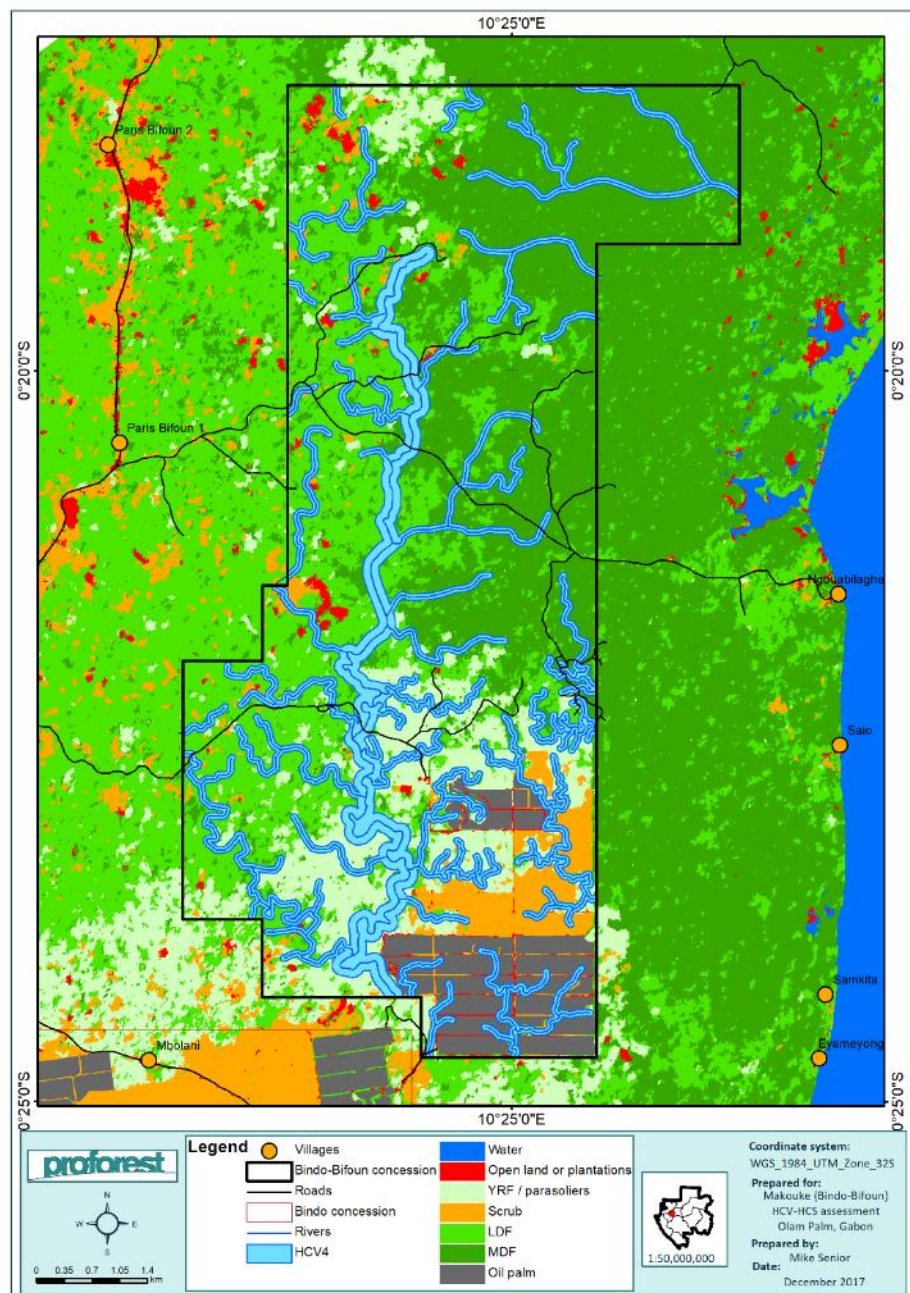 10°25'0"E
Paris Bifoun 2
0°20'0"S
0°20'0"S
Paris Bifoun 1
Ngouabilagha
Saio
Samkita
Mbolani
Eyameyong
0°25'0"S
0°25'0"S
10°25'0"E
proforest
N
W
E
S
0 0.35 0.7 1.05 1.4
km
Legend
Villages
Bindo-Bifoun concession
Roads
Bindo concession
Rivers
HCV4
Water
Open land or plantations
YRF / parasoliers
Scrub
LDF
MDF
Oil palm
1:50,000,000
Coordinate system:
WGS_1984_UTM_Zone_32S
Prepared for:
Makouke (Bindo-Bifoun)
HCV-HCS assessment
Olam Palm, Gabon
Prepared by:
Mike Senior
Date:
December 2017